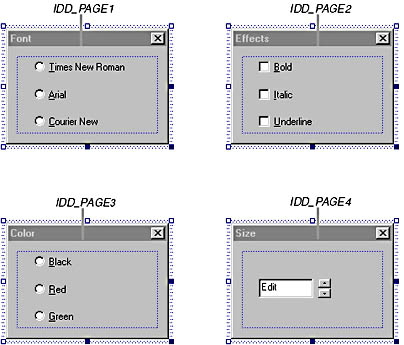 IDD_PAGE1
Font
Times New Roman
Arial
Courier New
IDD_PAGE2
Effects
Bold
Italic
Underline
IDD_PAGE3
Color
Black
Red
Green
IDD_PAGE4
Size
Edit